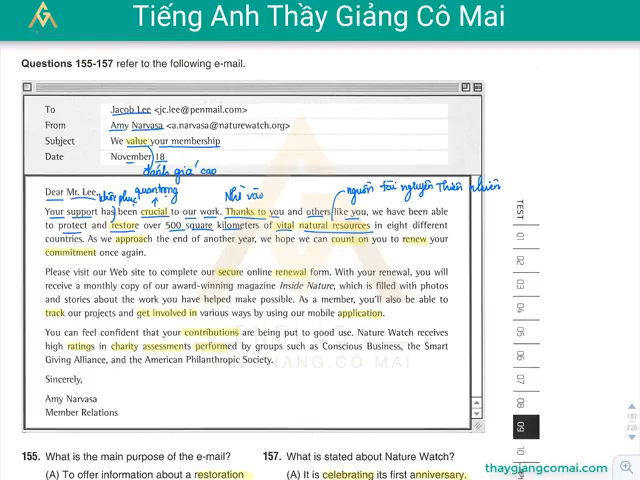 Tiếng Anh Thầy Giảng Cô Mai
Questions 155-157 refer to the following e-mail.
To Jacob Lee <jc.lee@penmail.com>
From Amy Narvasa <a.narvasa@naturewatch.org>
Subject We value your membership
Date November 18
đánh giá cao
Dear Mr. Lee,
khôi phục quan trọng Nhờ vào nguồn tài nguyên thiên nhiên
Your support has been crucial to our work. Thanks to you and others like you, we have been able
to protect and restore over 500 square kilometers of vital natural resources in eight different
countries. As we approach the end of another year, we hope we can count on you to renew your
commitment once again.
Please visit our Web site to complete our secure online renewal form. With your renewal, you will
receive a monthly copy of our award-winning magazine Inside Nature, which is filled with photos
and stories about the work you have helped make possible. As a member, you'll also be able to
track our projects and get involved in various ways by using our mobile application.
You can feel confident that your contributions are being put to good use. Nature Watch receives
high ratings in charity assessments performed by groups such as Conscious Business, the Smart
Giving Alliance, and the American Philanthropic Society.
Sincerely,
Amy Narvasa
Member Relations
TEST
01
02
03
04
05
06
07
08
09
10
182
220
155. What is the main purpose of the e-mail?
(A) To offer information about a restoration
157. What is stated about Nature Watch?
(A) It is celebrating its first anniversary.
thaygiangcomai.com